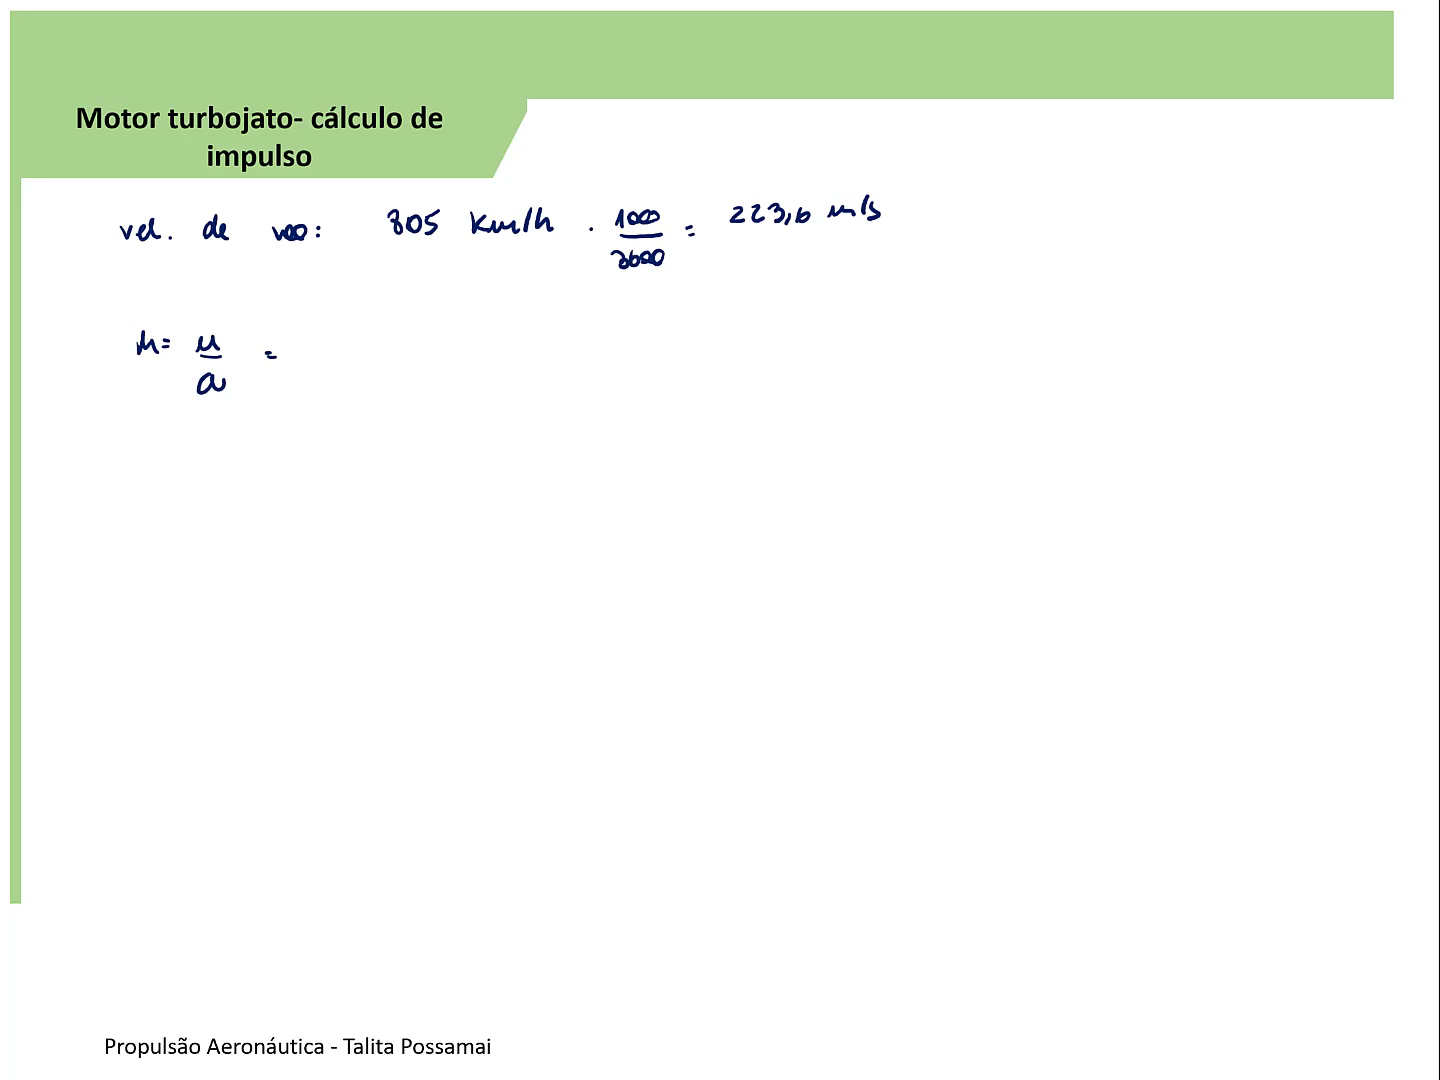 Motor turbojato- cálculo de
impulso
vel. de voo: 805 Km/h . 1000/3600 = 223,6 m/s
M = u/a =
Propulsão Aeronáutica - Talita Possamai